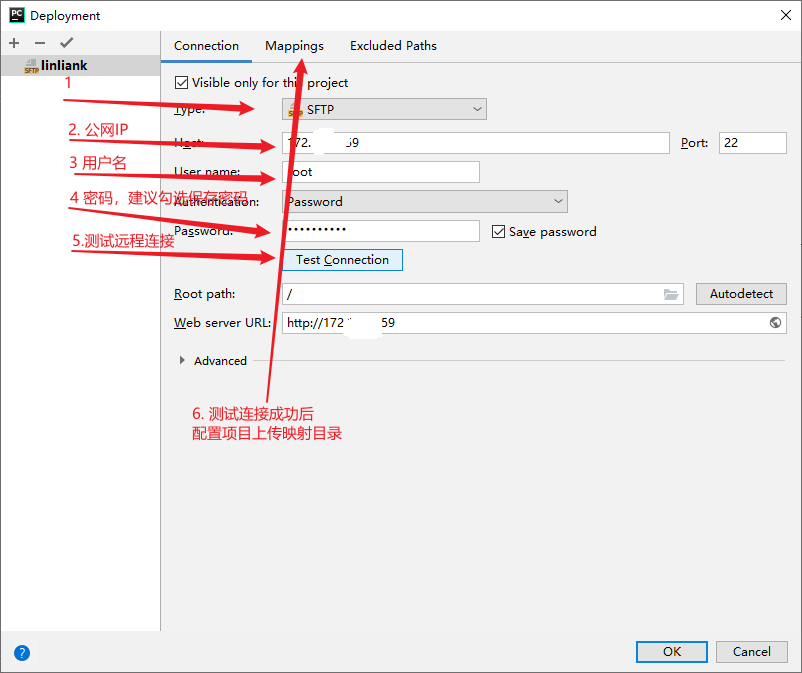 PC Deployment
Connection Mappings Excluded Paths
SFTP linliank
Visible only for this project
1
Type: SFTP SFTP
2. 公网IP
Host: 172. 59 Port: 22
3 用户名
User name: root
4 密码，建议勾选保存密码
Authentication: Password
Password: •••••••••• Save password
5.测试远程连接
Test Connection
Root path: / Autodetect
Web server URL: http://172 59
Advanced
6. 测试连接成功后
配置项目上传映射目录
? OK Cancel